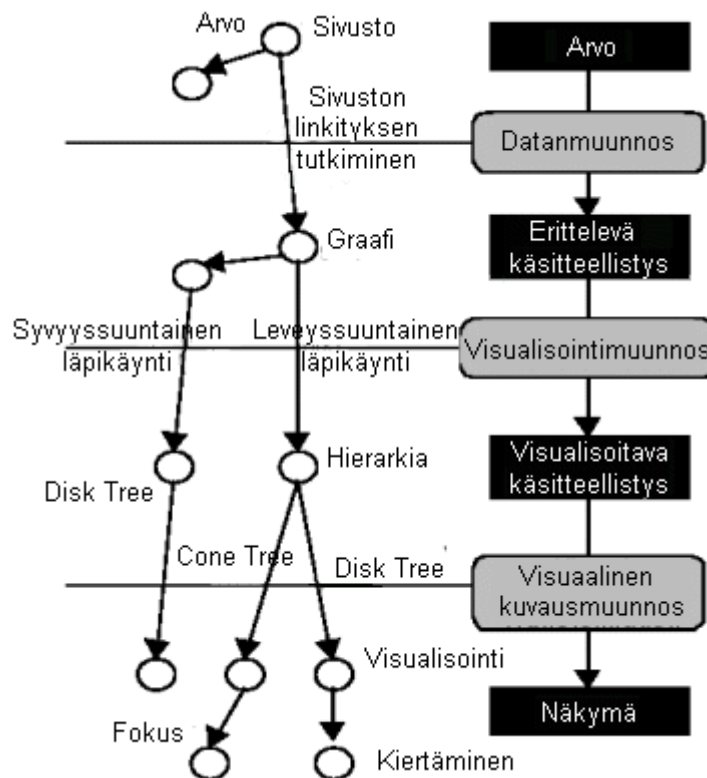 Arvo
Sivusto
Arvo
Sivuston
linkityksen
tutkiminen
Datanmuunnos
Graafi
Erittelevä
käsitteellistys
Syvyyssuuntainen
läpikäynti
Leveyssuuntainen
läpikäynti
Visualisointimuunnos
Disk Tree
Hierarkia
Visualisoitava
käsitteellistys
Cone Tree
Disk Tree
Visuaalinen
kuvausmuunnos
Visualisointi
Fokus
Kiertäminen
Näkymä